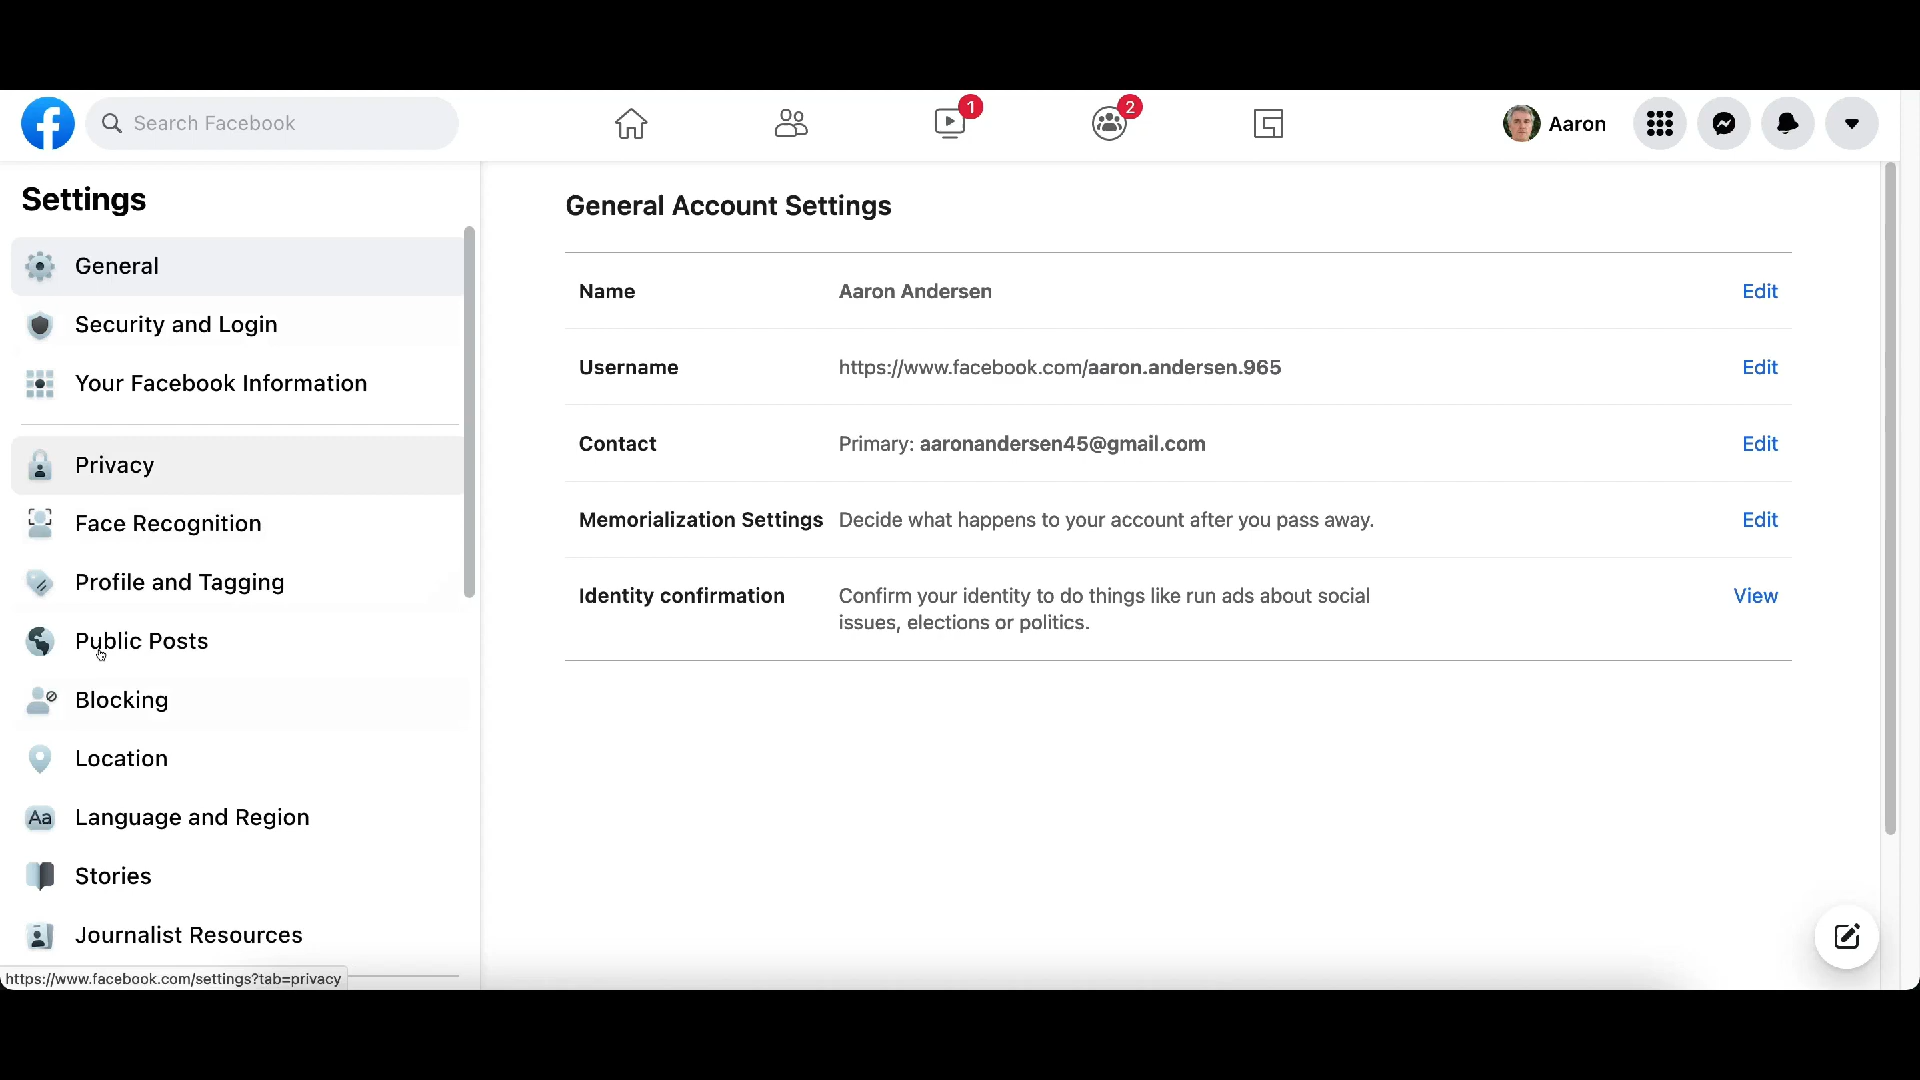 Search Facebook
1
2
Aaron
Settings
General
Security and Login
Your Facebook Information
Privacy
Face Recognition
Profile and Tagging
Public Posts
Blocking
Location
Aa Language and Region
Stories
Journalist Resources
https://www.facebook.com/settings?tab=privacy
General Account Settings
Name Aaron Andersen Edit
Username https://www.facebook.com/aaron.andersen.965 Edit
Contact Primary: aaronandersen45@gmail.com Edit
Memorialization Settings Decide what happens to your account after you pass away. Edit
Identity confirmation Confirm your identity to do things like run ads about social View
issues, elections or politics.